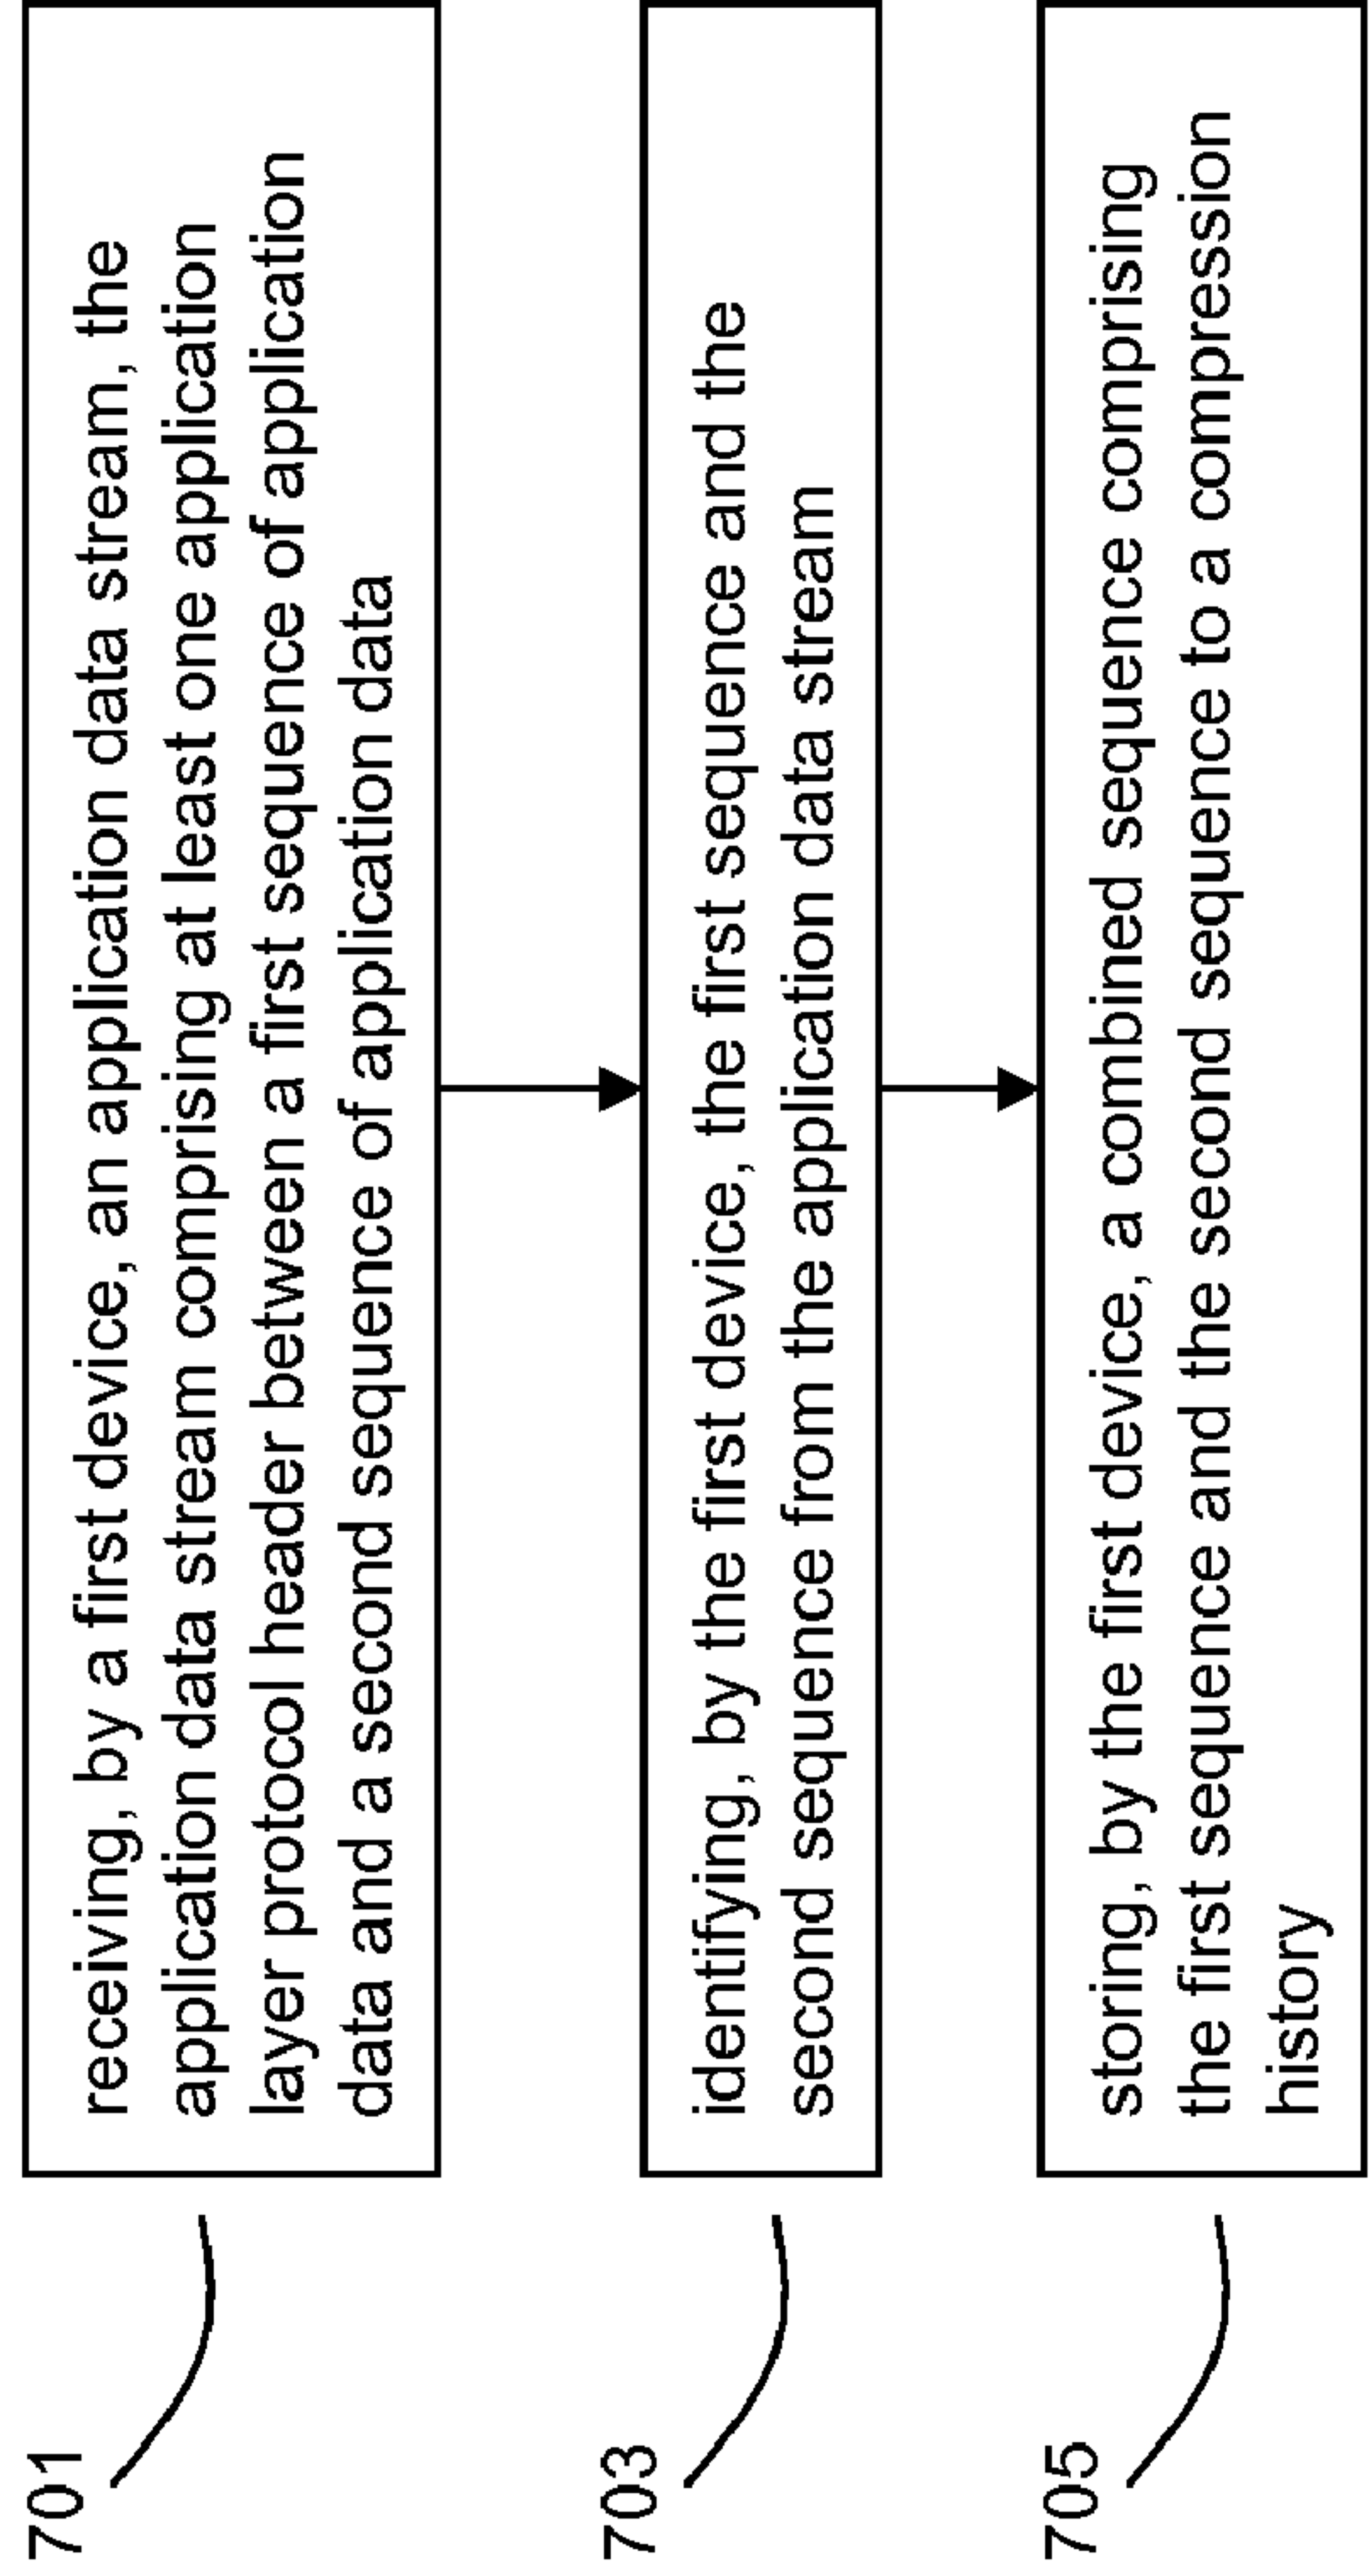 701
receiving, by a first device, an application data stream, the
application data stream comprising at least one application
layer protocol header between a first sequence of application
data and a second sequence of application data
703
identifying, by the first device, the first sequence and the
second sequence from the application data stream
705
storing, by the first device, a combined sequence comprising
the first sequence and the second sequence to a compression
history